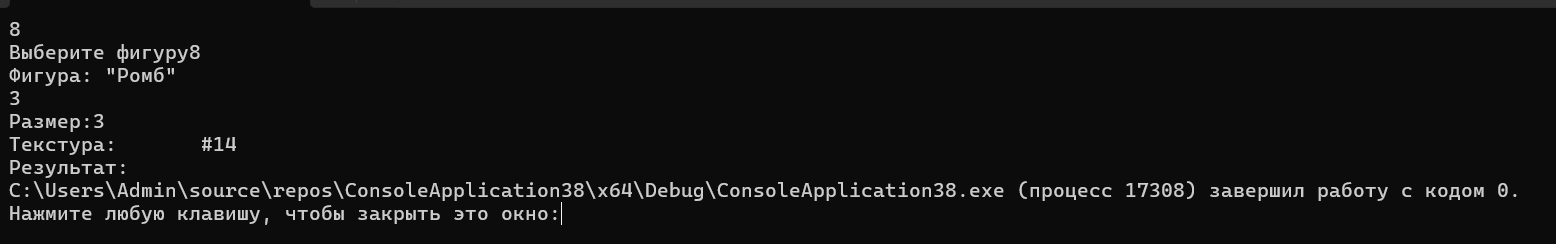 8
Выберите фигуру8
Фигура: "Ромб"
3
Размер:3
Текстура:       #14
Результат:
C:\Users\Admin\source\repos\ConsoleApplication38\x64\Debug\ConsoleApplication38.exe (процесс 17308) завершил работу с кодом 0.
Нажмите любую клавишу, чтобы закрыть это окно: